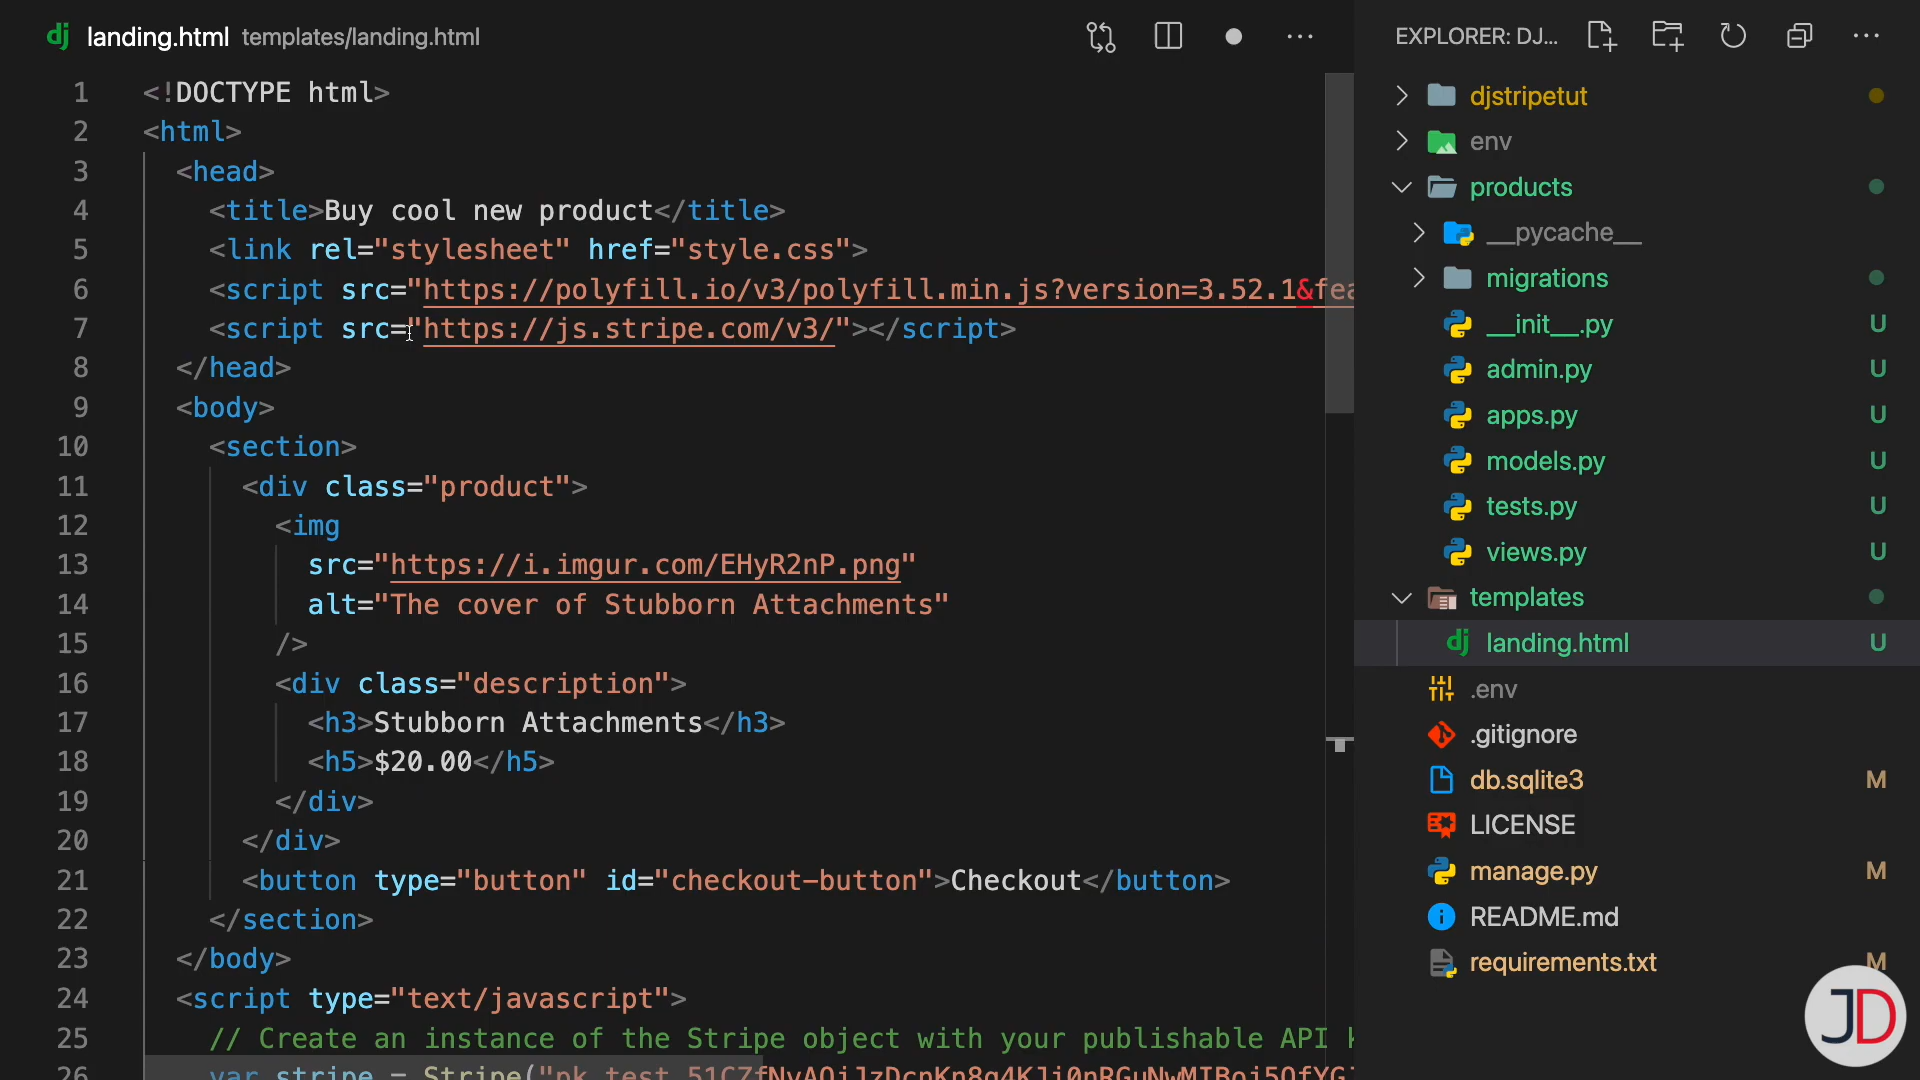 landing.html templates/landing.html
1 <!DOCTYPE html>
2 <html>
3 <head>
4 <title>Buy cool new product</title>
5 <link rel="stylesheet" href="style.css">
6 <script src="https://polyfill.io/v3/polyfill.min.js?version=3.52.1&fea
7 <script src="https://js.stripe.com/v3/"></script>
8 </head>
9 <body>
10 <section>
11 <div class="product">
12 <img
13 src="https://i.imgur.com/EHyR2nP.png"
14 alt="The cover of Stubborn Attachments"
15 />
16 <div class="description">
17 <h3>Stubborn Attachments</h3>
18 <h5>$20.00</h5>
19 </div>
20 </div>
21 <button type="button" id="checkout-button">Checkout</button>
22 </section>
23 </body>
24 <script type="text/javascript">
25 // Create an instance of the Stripe object with your publishable API
26 var stripe = Stripe("pk_test
EXPLORER: DJ...
djstripetut
env
products
__pycache__
migrations
__init__.py U
admin.py U
apps.py U
models.py U
tests.py U
views.py U
templates
landing.html U
.env
.gitignore
db.sqlite3 M
LICENSE
manage.py M
README.md
requirements.txt M
JD